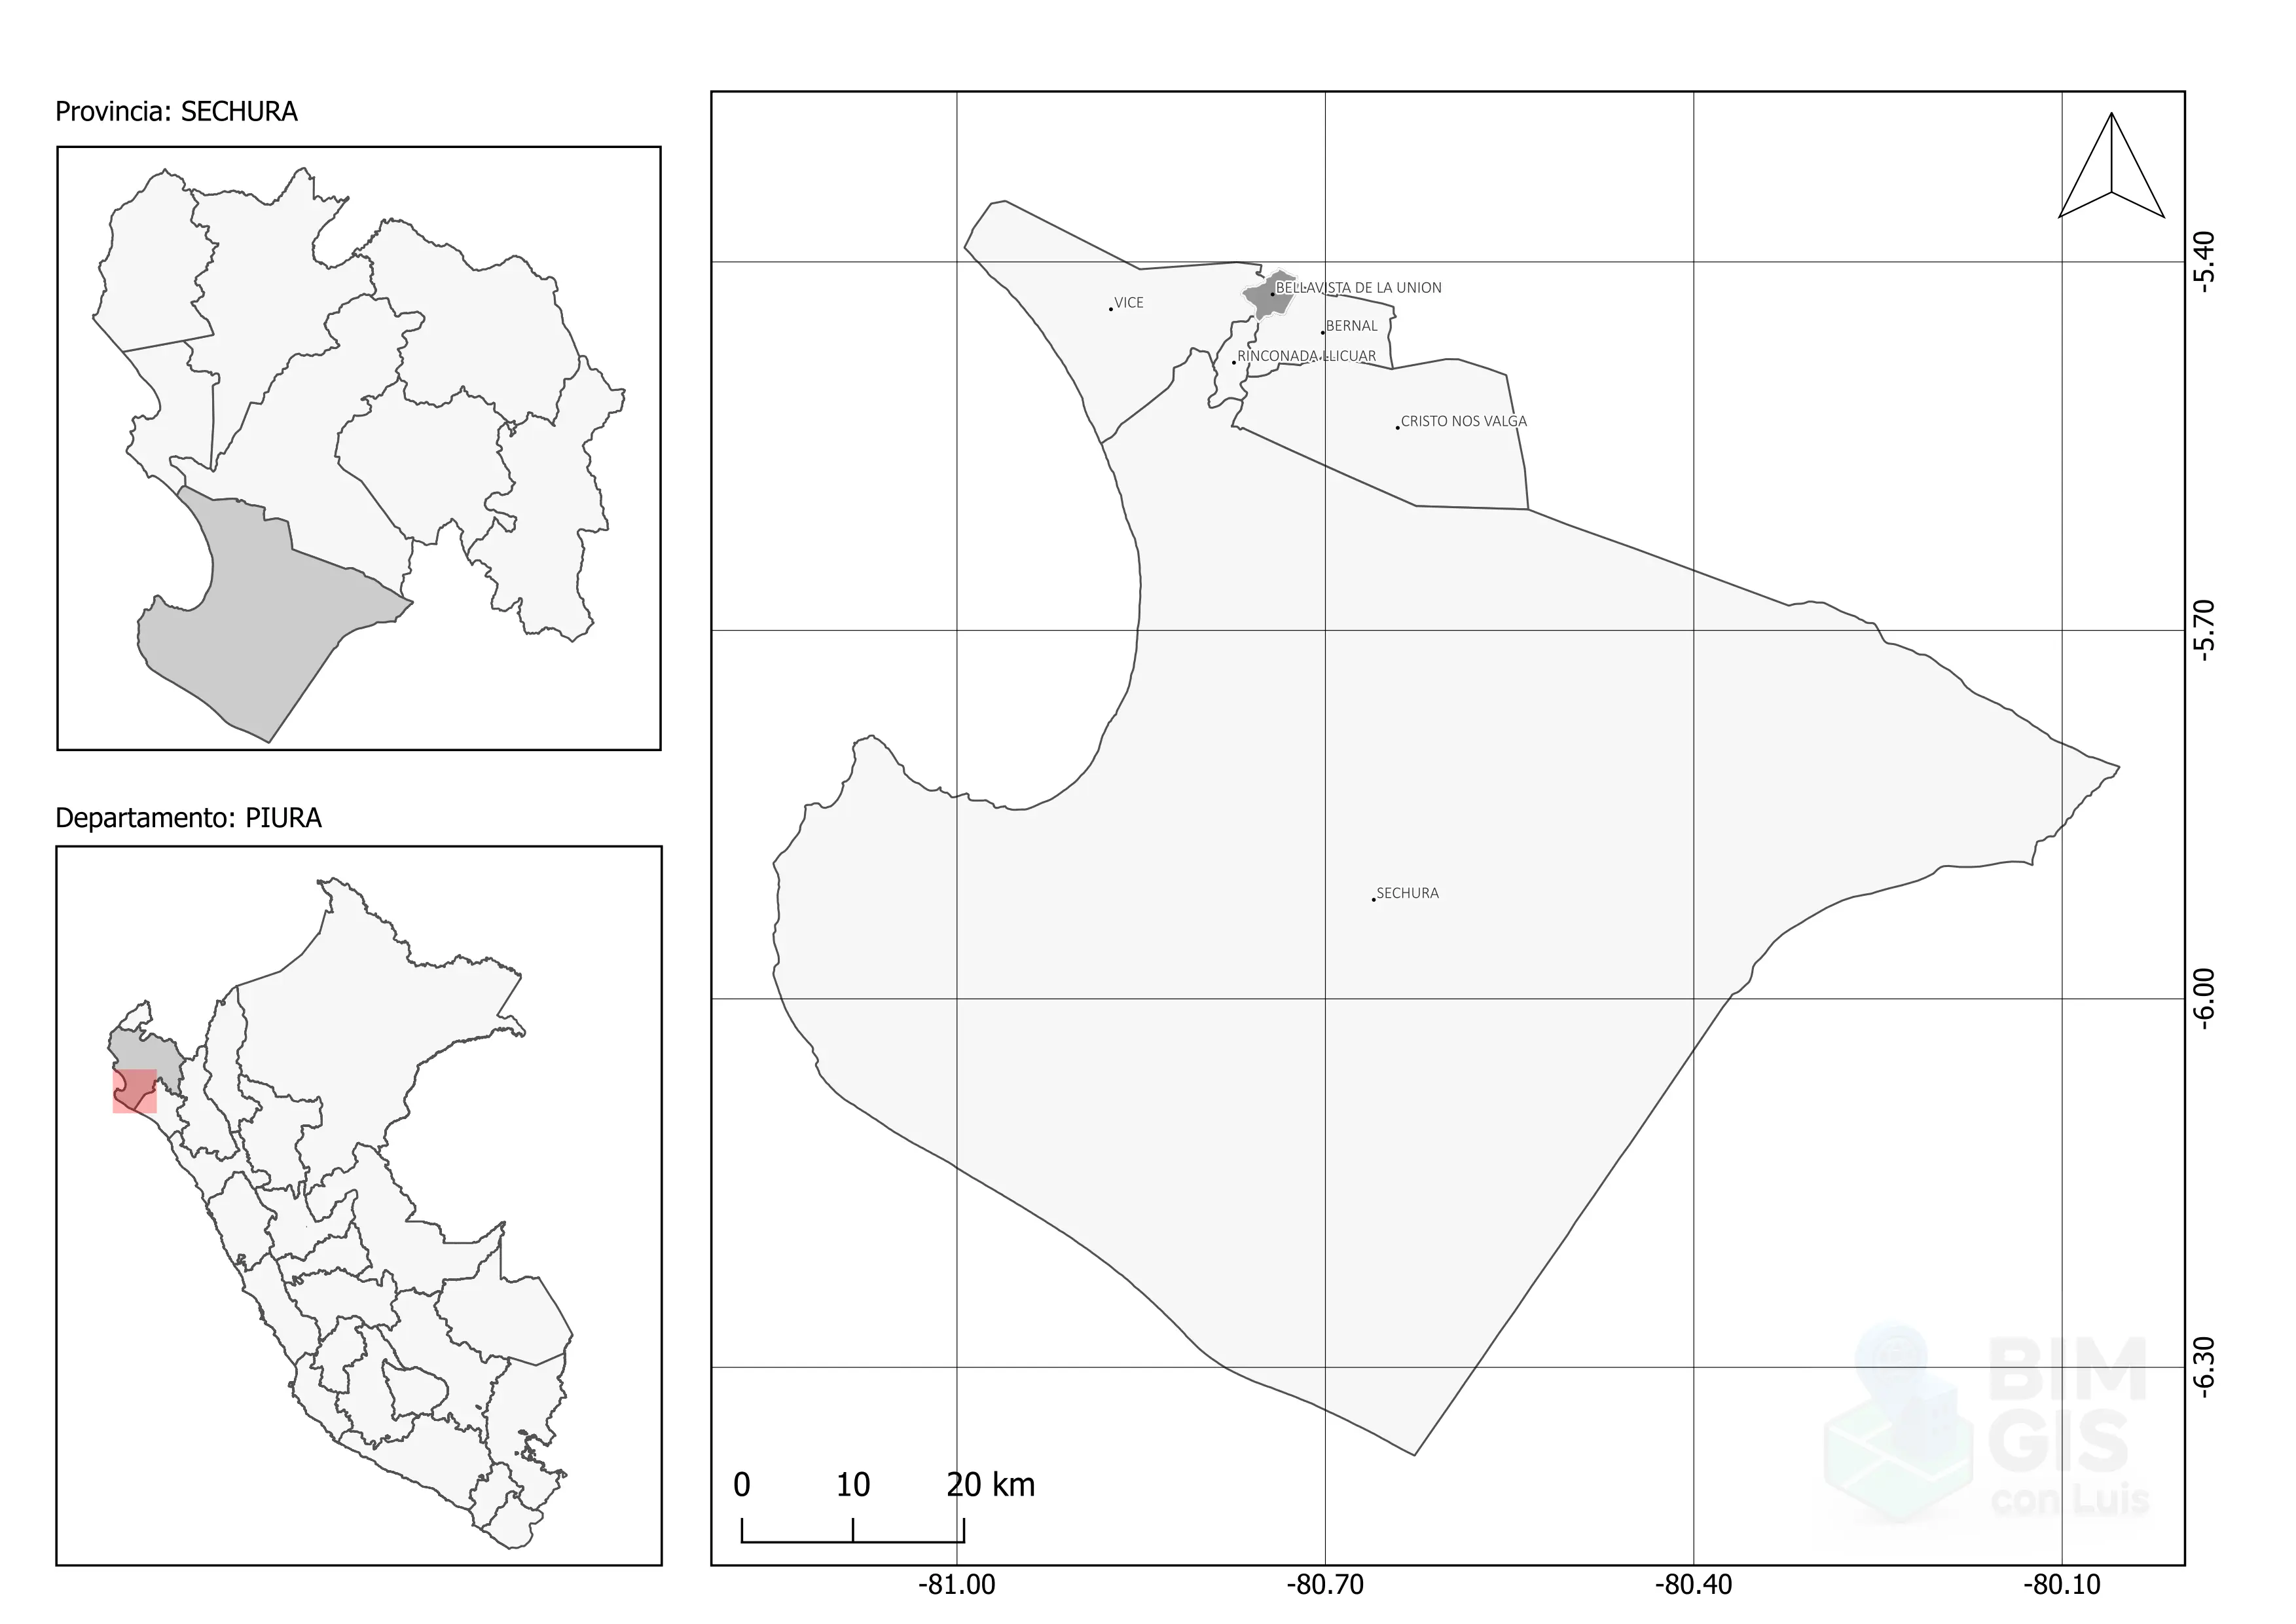 Provincia: SECHURA
Departamento: PIURA
VICE
BELLAVISTA DE LA UNION
BERNAL
RINCONADA LLICUAR
CRISTO NOS VALGA
SECHURA
-5.40
-5.70
-6.00
-6.30
0 10 20 km
-81.00 -80.70 -80.40 -80.10
BIM
GIS
con Luis